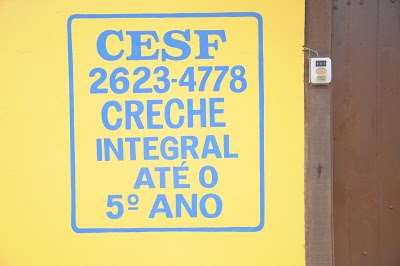 CESF
2623-4778
CRECHE
INTEGRAL
ATÉ O
5º ANO